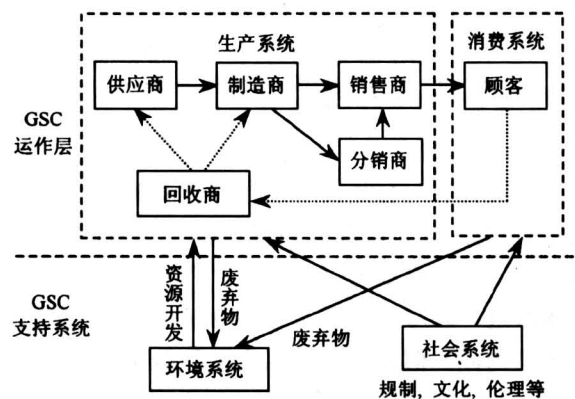 生产系统
消费系统
供应商
制造商
销售商
顾客
GSC
运作层
分销商
回收商
资源开发
废弃物
GSC
支持系统
废弃物
环境系统
社会系统
规制, 文化, 伦理等